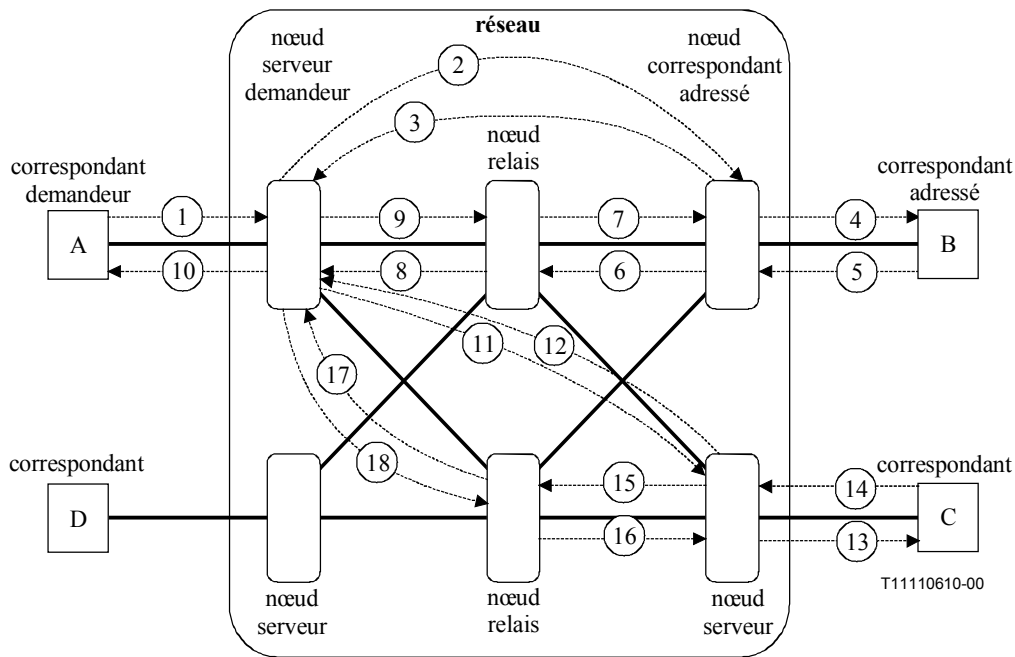 réseau
nœud
serveur
demandeur
2
nœud
correspondant
adressé
3
nœud
relais
correspondant
demandeur
correspondant
adressé
1
9
7
4
A
B
10
8
6
5
11
12
17
correspondant
18
correspondant
15
14
D
C
16
13
T11110610-00
nœud
serveur
nœud
relais
nœud
serveur